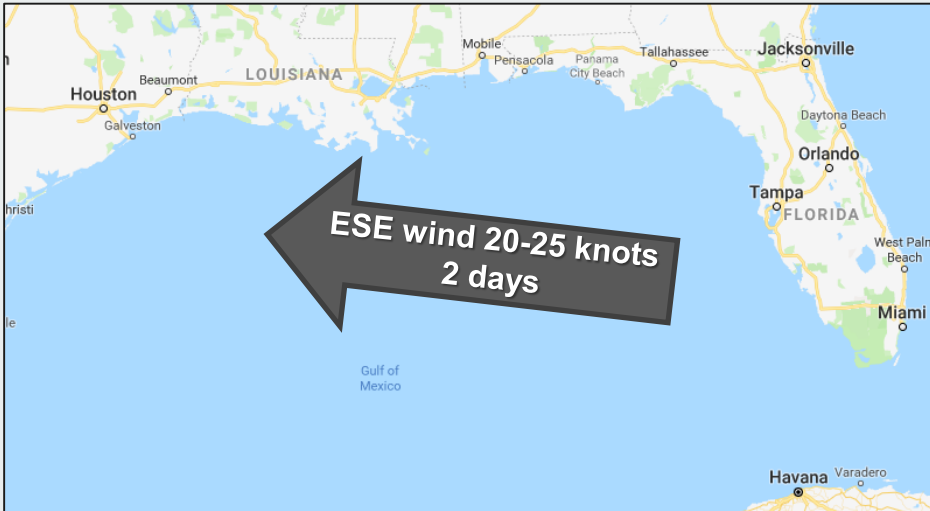 Mobile
Pensacola
Panama
City Beach
Tallahassee
Jacksonville
LOUISIANA
Beaumont
Houston
Galveston
Daytona Beach
Orlando
Tampa
FLORIDA
hristi
ESE wind 20-25 knots
2 days
West Palm
Beach
Miami
le
Gulf of
Mexico
Havana
Varadero